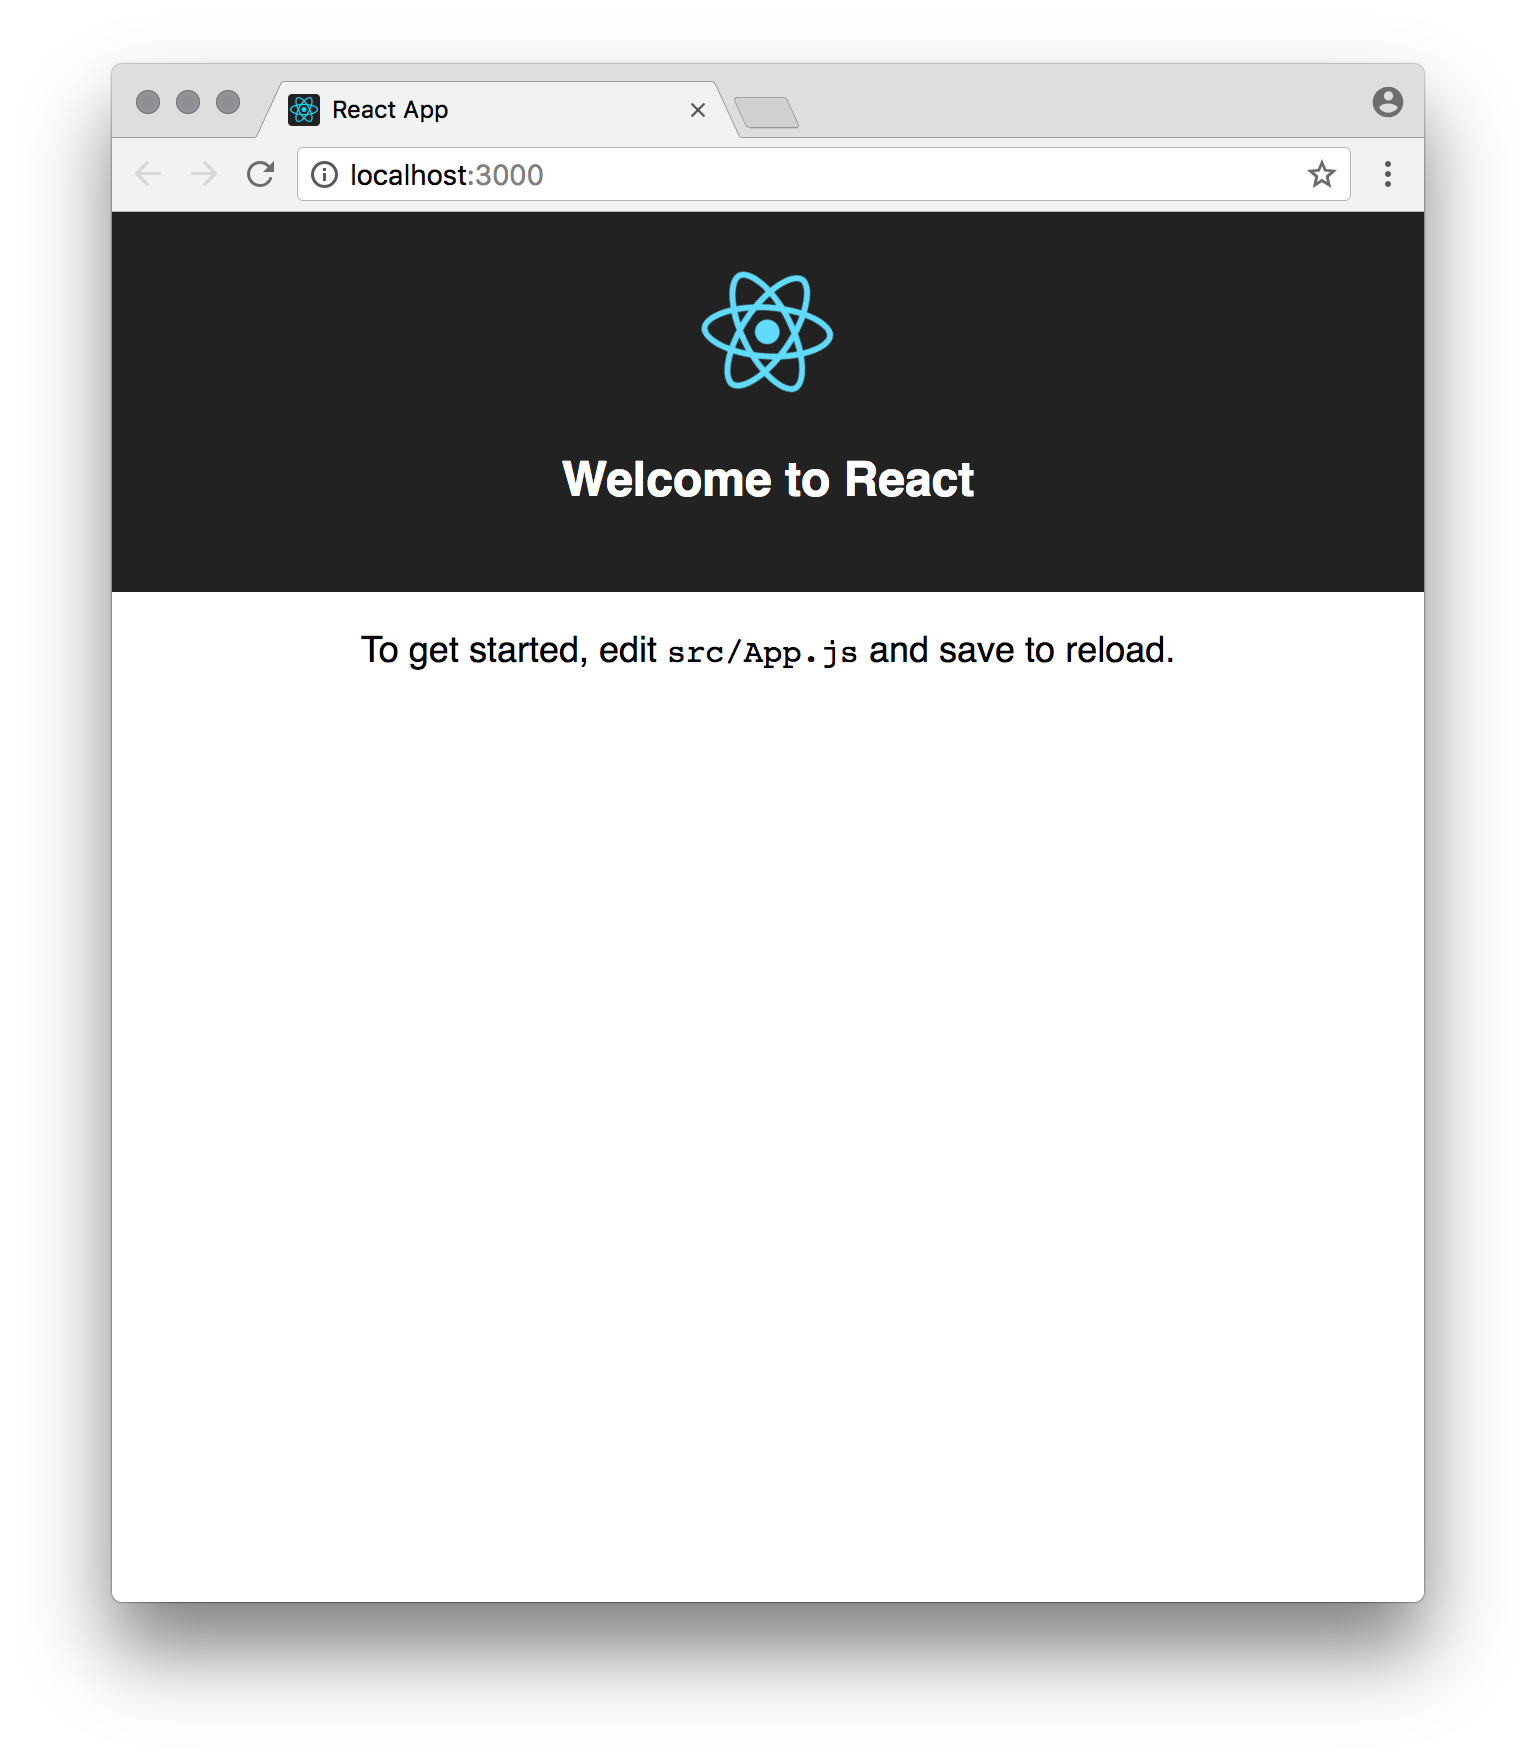 React App
localhost:3000
Welcome to React
To get started, edit src/App.js and save to reload.